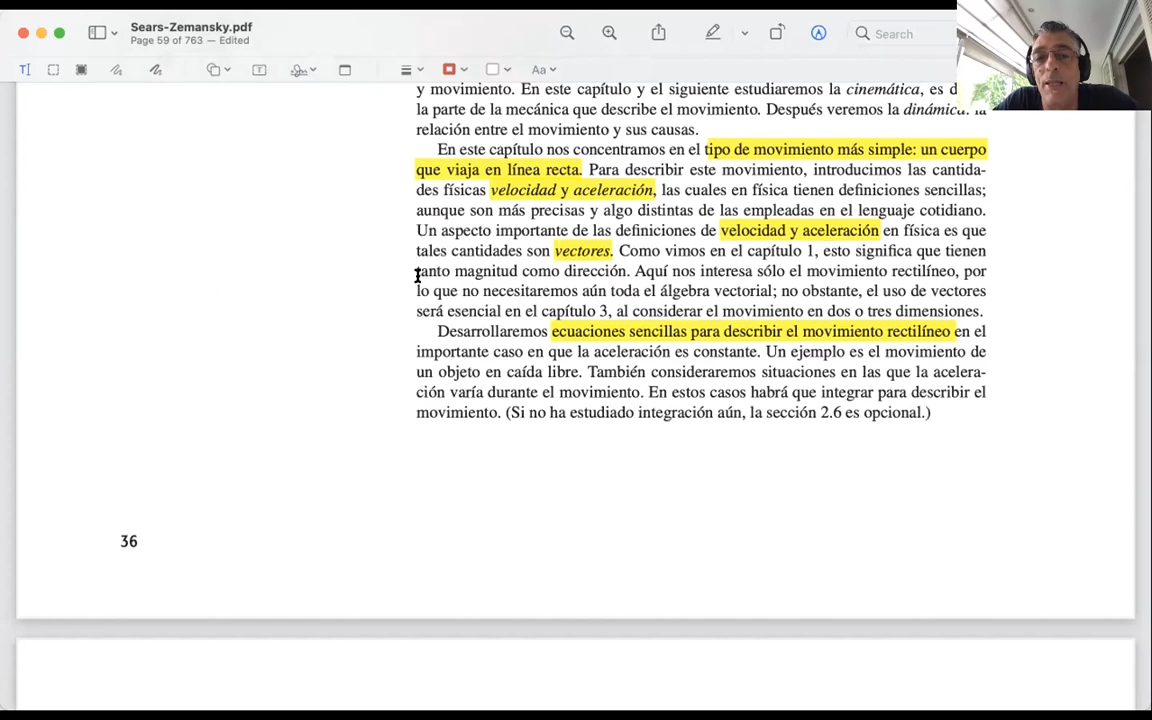 Sears-Zemansky.pdf
Page 59 of 763 — Edited
Search
Aa
y movimiento. En este capítulo y el siguiente estudiaremos la cinemática, es
la parte de la mecánica que describe el movimiento. Después veremos la dinámica: la
relación entre el movimiento y sus causas.
En este capítulo nos concentramos en el tipo de movimiento más simple: un cuerpo
que viaja en línea recta. Para describir este movimiento, introducimos las cantida-
des físicas velocidad y aceleración, las cuales en física tienen definiciones sencillas;
aunque son más precisas y algo distintas de las empleadas en el lenguaje cotidiano.
Un aspecto importante de las definiciones de velocidad y aceleración en física es que
tales cantidades son vectores. Como vimos en el capítulo 1, esto significa que tienen
tanto magnitud como dirección. Aquí nos interesa sólo el movimiento rectilíneo, por
lo que no necesitaremos aún toda el álgebra vectorial; no obstante, el uso de vectores
será esencial en el capítulo 3, al considerar el movimiento en dos o tres dimensiones.
Desarrollaremos ecuaciones sencillas para describir el movimiento rectilíneo en el
importante caso en que la aceleración es constante. Un ejemplo es el movimiento de
un objeto en caída libre. También consideraremos situaciones en las que la acelera-
ción varía durante el movimiento. En estos casos habrá que integrar para describir el
movimiento. (Si no ha estudiado integración aún, la sección 2.6 es opcional.)
36